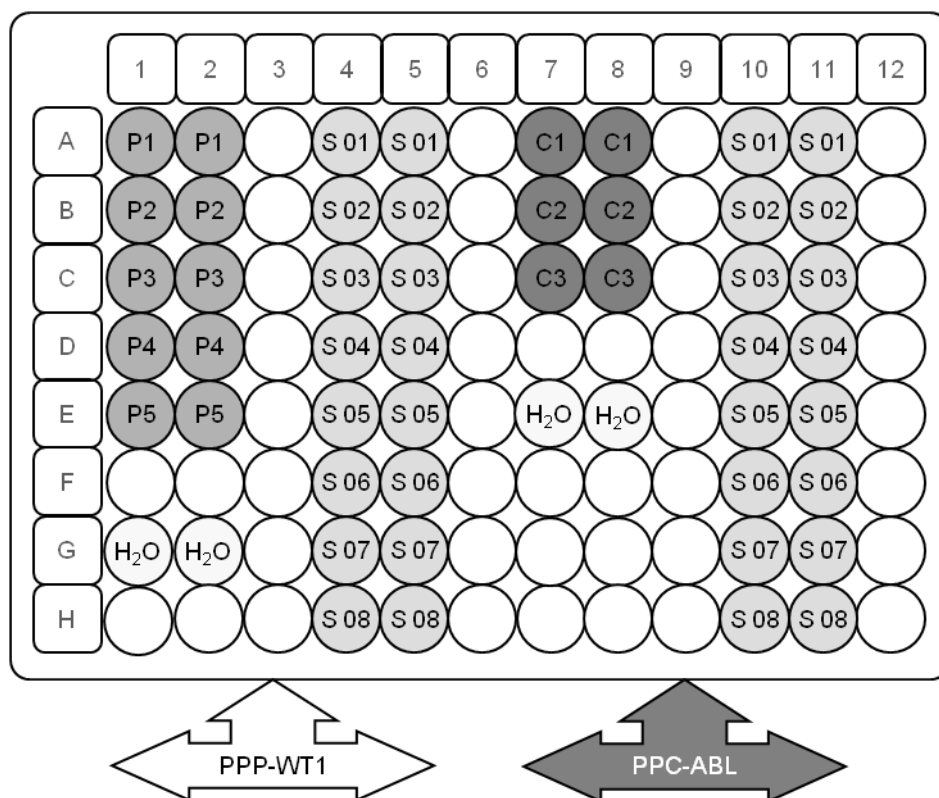 1 2 3 4 5 6 7 8 9 10 11 12
A P1 P1 S 01 S 01 C1 C1 S 01 S 01
B P2 P2 S 02 S 02 C2 C2 S 02 S 02
C P3 P3 S 03 S 03 C3 C3 S 03 S 03
D P4 P4 S 04 S 04 S 04 S 04
E P5 P5 S 05 S 05 H₂O H₂O S 05 S 05
F S 06 S 06 S 06 S 06
G H₂O H₂O S 07 S 07 S 07 S 07
H S 08 S 08 S 08 S 08
PPP-WT1 PPC-ABL